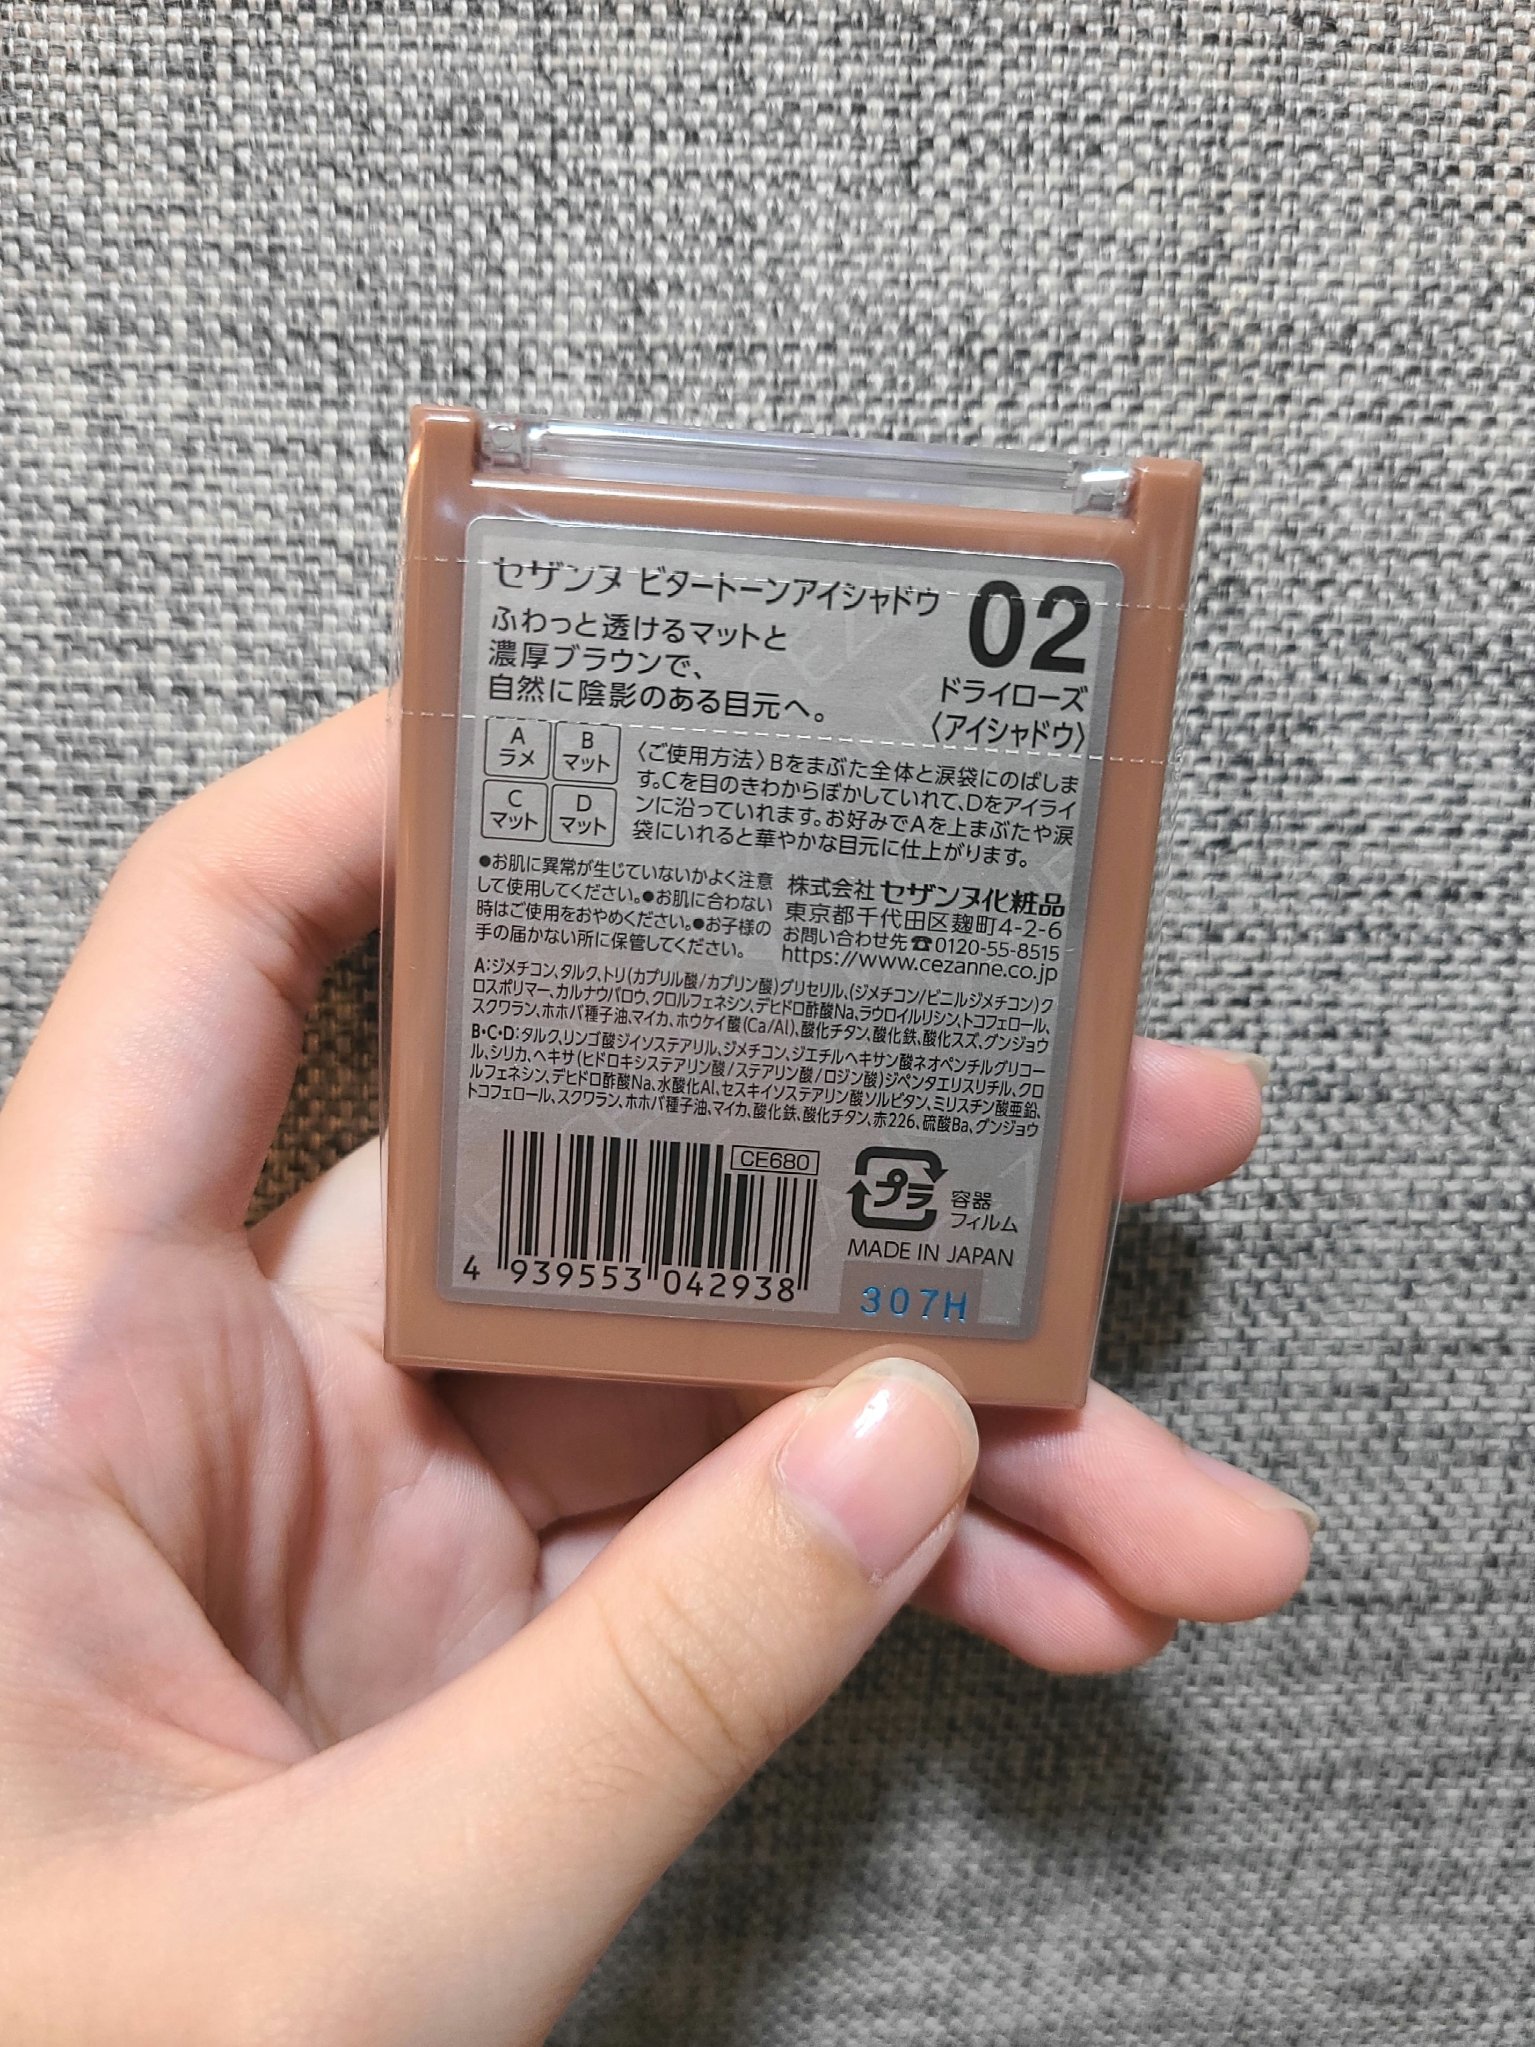 セザンヌ ビタートーンアイシャドウ
02
ドライローズ
〈アイシャドウ〉
ふわっと透けるマットと
濃厚ブラウンで、
自然に陰影のある目元へ。
A
ラメ
B
マット
C
マット
D
マット
〈ご使用方法〉Bをまぶた全体と涙袋にのばしま
す。Cを目のきわからぼかしていれて、Dをアイライ
ンに沿っていれます。お好みでAを上まぶたや涙
袋にいれると華やかな目元に仕上がります。
●お肌に異常が生じていないかよく注意
して使用してください。●お肌に合わない
時はご使用をおやめください。●お子様の
手の届かない所に保管してください。
株式会社 セザンヌ化粧品
東京都千代田区麹町4-2-6
お問い合わせ先☎0120-55-8515
https://www.cezanne.co.jp
A:ジメチコン、タルク、トリ(カプリル酸/カプリン酸)グリセリル、(ジメチコン/ビニルジメチコン)ク
ロスポリマー、カルナウバロウ、クロルフェネシン、デヒドロ酢酸Na、ラウロイルリシン、トコフェロール、
スクワラン、ホホバ種子油、マイカ、ホウケイ酸(Ca/Al)、酸化チタン、酸化鉄、酸化スズ、グンジョウ
B・C・D:タルク、リンゴ酸ジイソステアリル、ジメチコン、ジエチルヘキサン酸ネオペンチルグリコー
ル、シリカ、ヘキサ(ヒドロキシステアリン酸/ステアリン酸/ロジン酸)ジペンタエリスリチル、クロ
ルフェネシン、デヒドロ酢酸Na、水酸化Al、セスキイソステアリン酸ソルビタン、ミリスチン酸亜鉛、
トコフェロール、スクワラン、ホホバ種子油、マイカ、酸化鉄、酸化チタン、赤226、硫酸Ba、グンジョウ
CE680
4 939553 042938
プラ
容器
フィルム
MADE IN JAPAN
307H